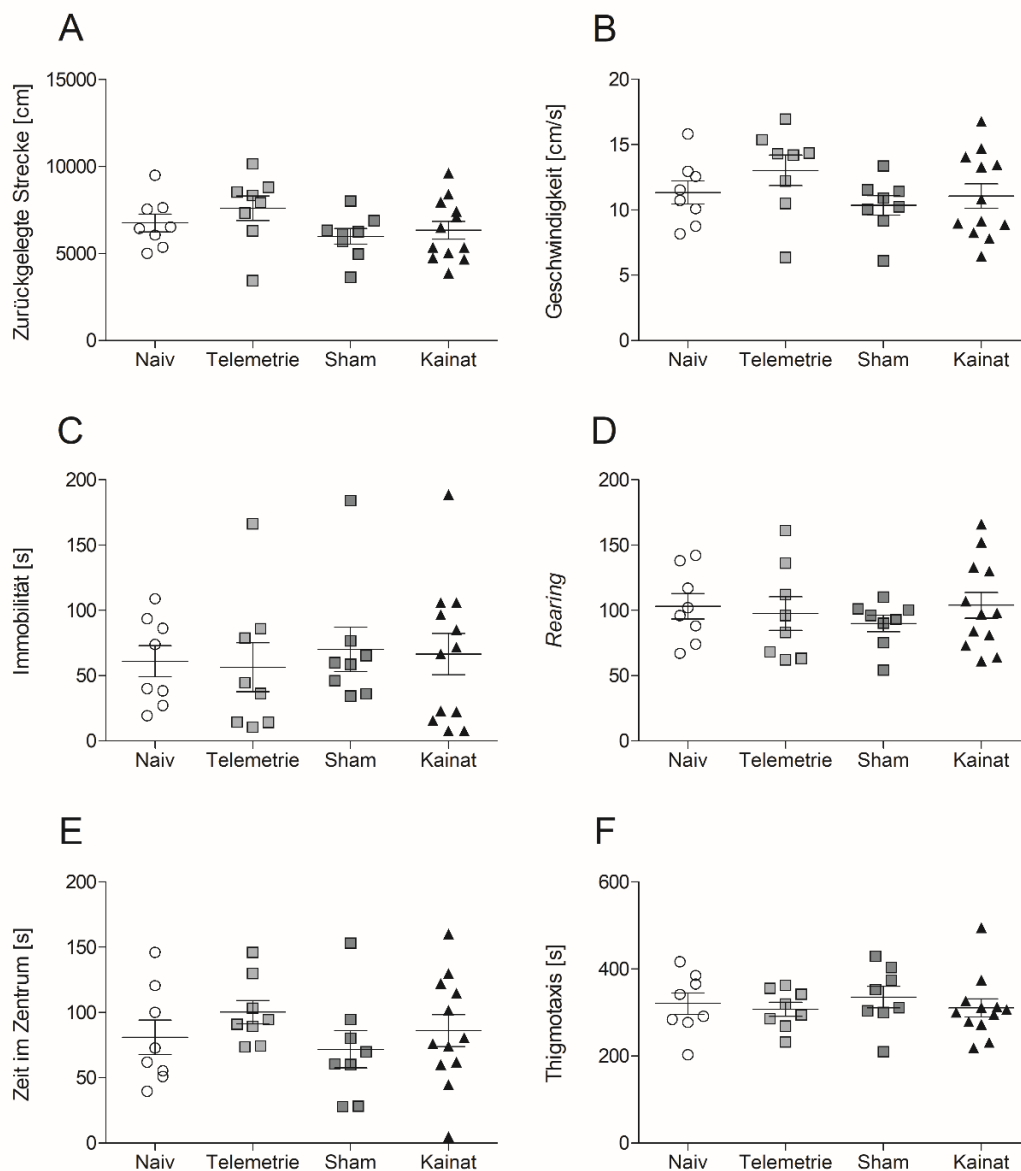 A
Zurückgelegte Strecke [cm]
15000
10000
5000
0
Naiv Telemetrie Sham Kainat
B
Geschwindigkeit [cm/s]
20
15
10
5
0
Naiv Telemetrie Sham Kainat
C
Immobilität [s]
200
150
100
50
0
Naiv Telemetrie Sham Kainat
D
Rearing
200
150
100
50
0
Naiv Telemetrie Sham Kainat
E
Zeit im Zentrum [s]
200
150
100
50
0
Naiv Telemetrie Sham Kainat
F
Thigmotaxis [s]
600
400
200
0
Naiv Telemetrie Sham Kainat